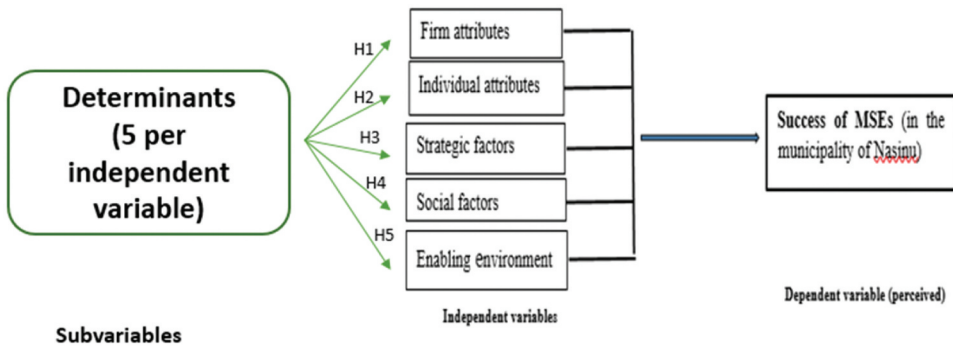 Determinants
(5 per
independent
variable)
Subvariables
H1
H2
H3
H4
H5
Firm attributes
Individual attributes
Strategic factors
Social factors
Enabling environment
Independent variables
Success of MSEs (in the
municipality of Nasinu)
Dependent variable (perceived)